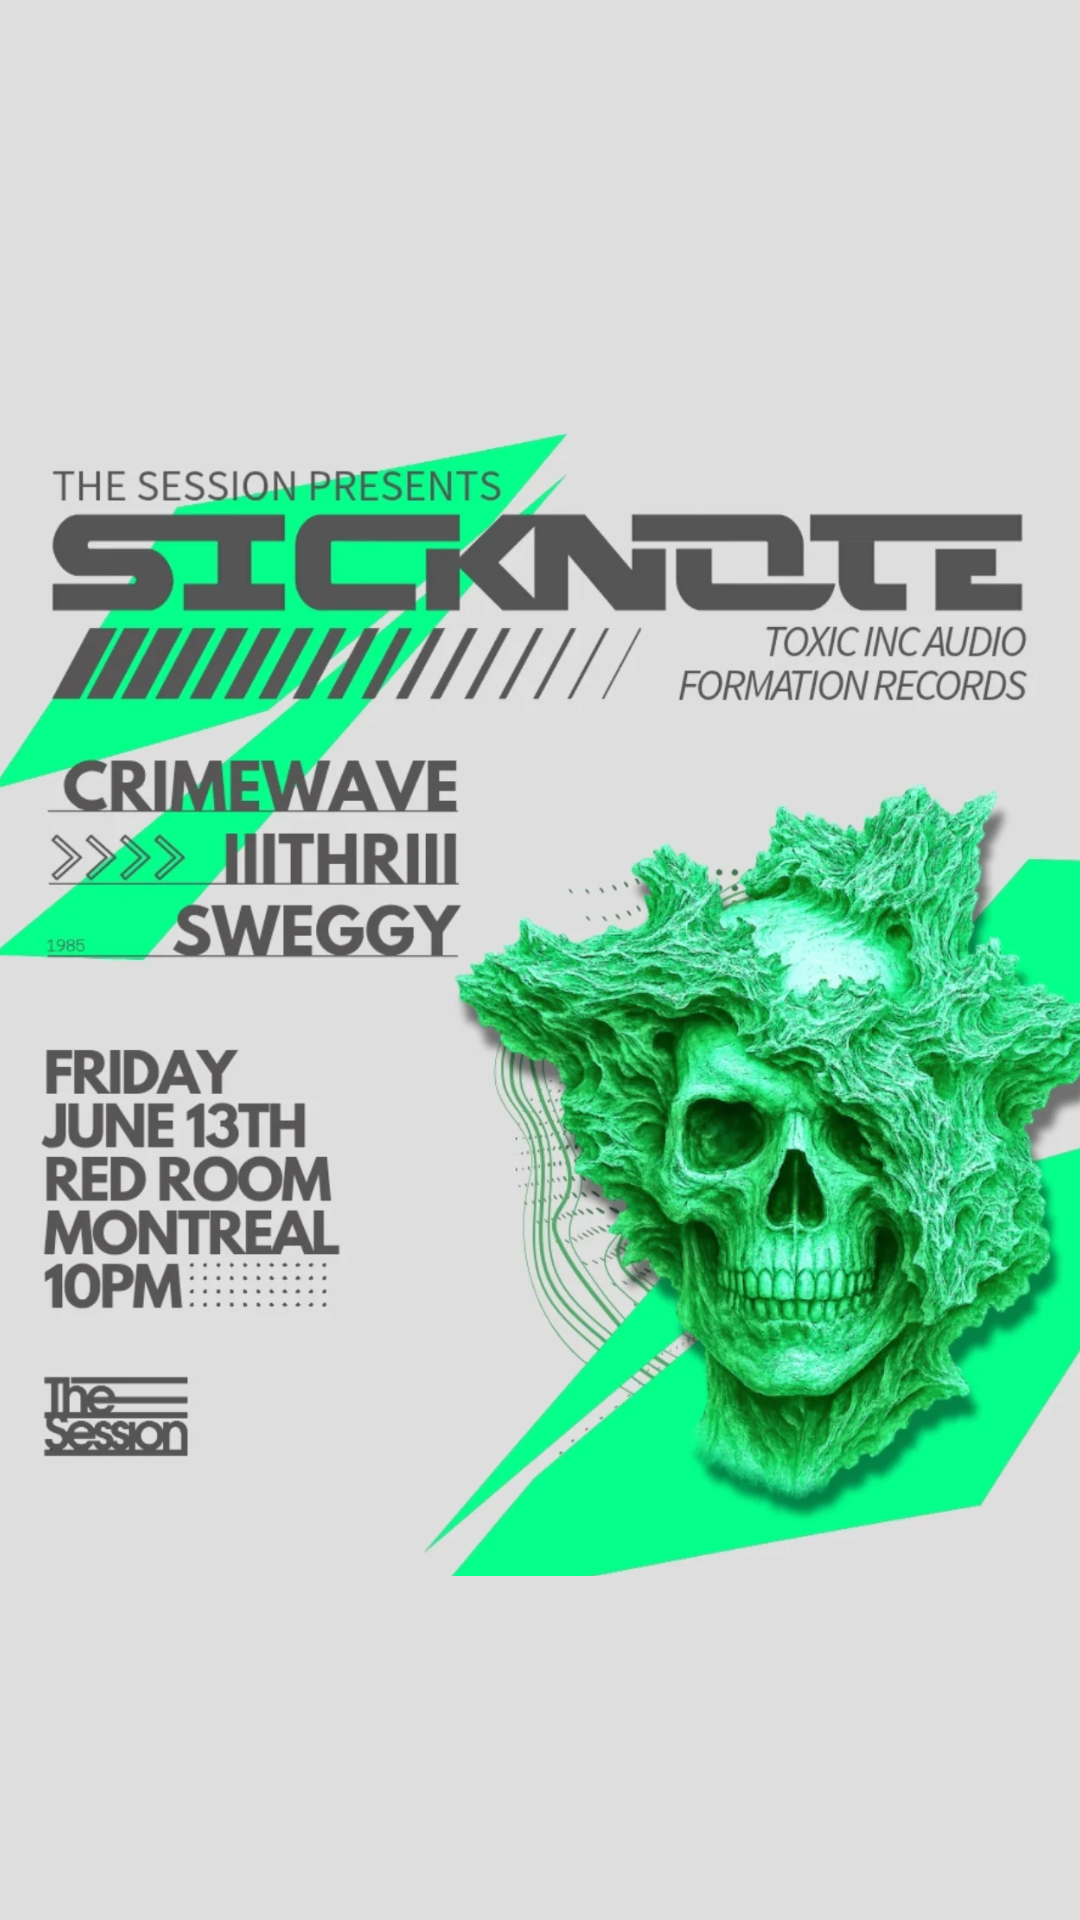 THE SESSION PRESENTS
SICKNOTE
TOXIC INC AUDIO
FORMATION RECORDS
CRIMEWAVE
>>>> IIITHRIII
1985 SWEGGY
FRIDAY
JUNE 13TH
RED ROOM
MONTREAL
10PM
The
Session